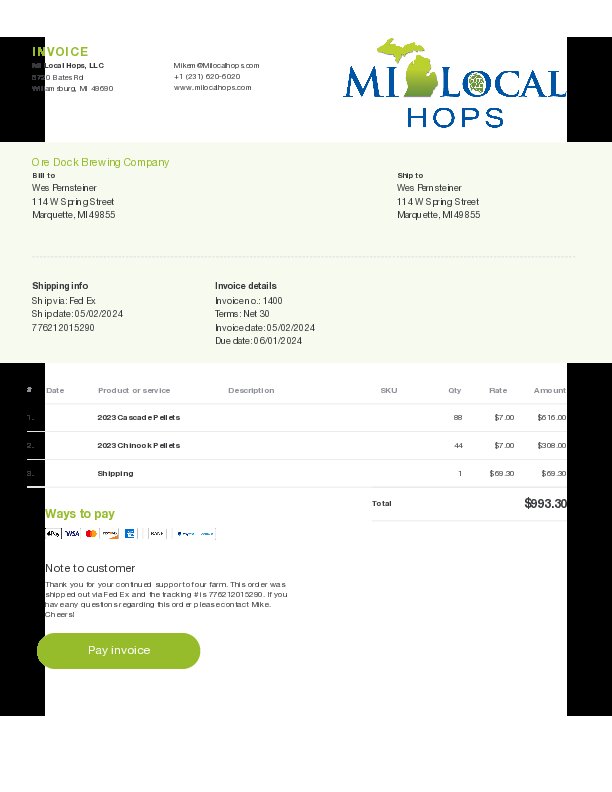 INVOICE
MI Local Hops, LLC
Williamsburg, MI 49690
Mikem@Milocalhops.com
+1 (231) 620-6020
www.milocalhops.com
MI LOCAL
HOPS
Ore Dock Brewing Company
Bill to
Wes Pernsteiner
114 W Spring Street
Marquette, MI 49855
Ship to
Wes Pernsteiner
114 W Spring Street
Marquette, MI 49855
Shipping info
Ship via: Fed Ex
Ship date: 05/02/2024
776212015290
Invoice details
Invoice no.: 1400
Terms: Net 30
Invoice date: 05/02/2024
Due date: 06/01/2024
# Date Product or service Description SKU Qty Rate Amount
1. 2023 Cascade Pellets 88 $7.00 $616.00
2. 2023 Chinook Pellets 44 $7.00 $308.00
3. Shipping 1 $69.30 $69.30
Total $993.30
Ways to pay
Pay VISA BANK PayPal
Note to customer
Thank you for your continued support of our farm. This order was
shipped out via Fed Ex and the tracking # is 776212015290. If you
have any questions regarding this order please contact Mike.
Cheers!
Pay invoice